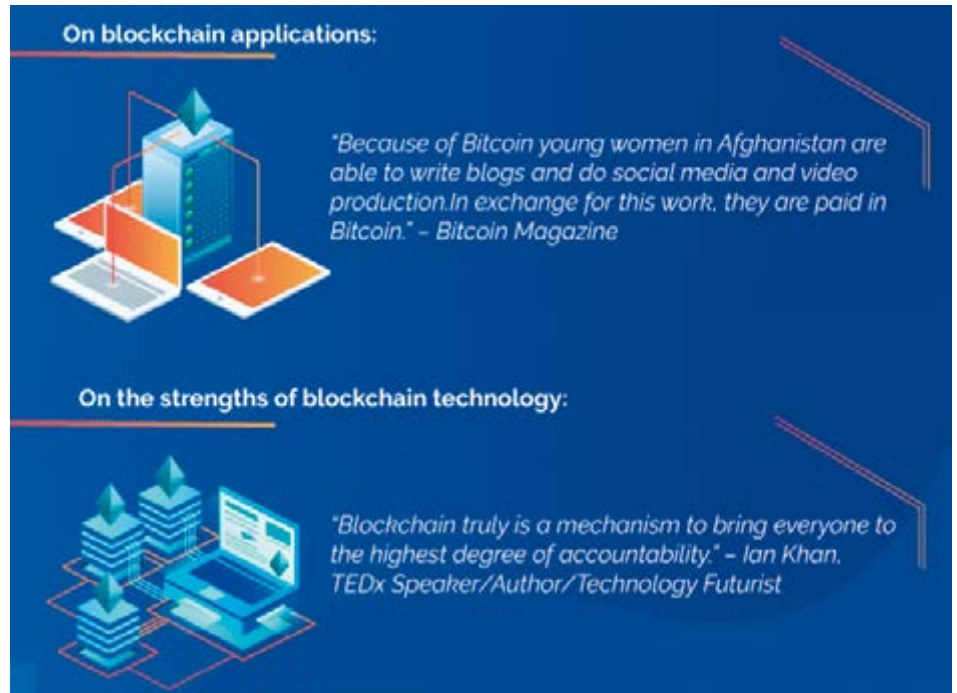 On blockchain applications:
"Because of Bitcoin young women in Afghanistan are
able to write blogs and do social media and video
production.In exchange for this work, they are paid in
Bitcoin." – Bitcoin Magazine
On the strengths of blockchain technology:
"Blockchain truly is a mechanism to bring everyone to
the highest degree of accountability." – Ian Khan,
TEDx Speaker/Author/Technology Futurist